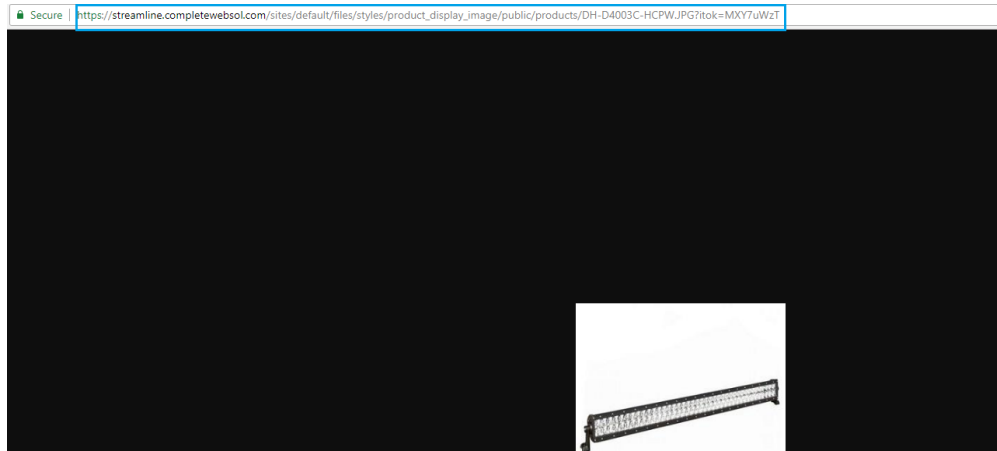 Secure | https://streamline.completewebsol.com/sites/default/files/styles/product_display_image/public/products/DH-D4003C-HCPW.JPG?itok=MXY7uWzT